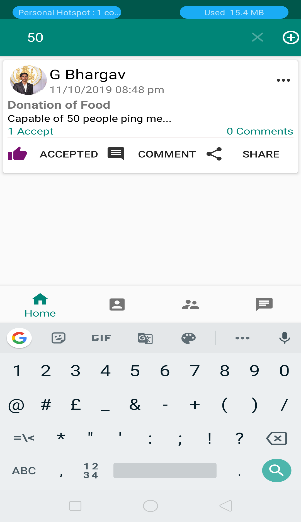 Personal Hotspot : 1 co..
Used 15.4 MB
50
G Bhargav
11/10/2019 08:48 pm
Donation of Food
Capable of 50 people ping me...
1 Accept 0 Comments
ACCEPTED COMMENT SHARE
Home
G GIF
1 2 3 4 5 6 7 8 9 0
@ # £ _ & - + ( ) /
=\< * " ' : ; ! ?
ABC , 12 34 .